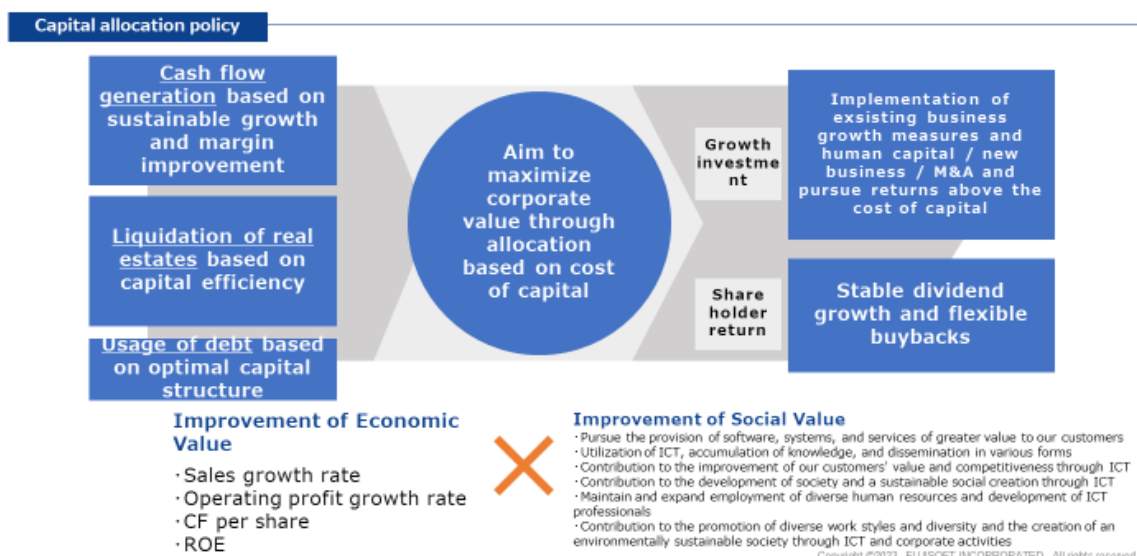 Capital allocation policy
Cash flow
generation based on
sustainable growth
and margin
improvement
Liquidation of real
estates based on
capital efficiency
Usage of debt based
on optimal capital
structure
Aim to
maximize
corporate
value through
allocation
based on cost
of capital
Growth
investme
nt
Implementation of
exsisting business
growth measures and
human capital / new
business / M&A and
pursue returns above the
cost of capital
Share
holder
return
Stable dividend
growth and flexible
buybacks
Improvement of Economic
Value
・Sales growth rate
・Operating profit growth rate
・CF per share
・ROE
Improvement of Social Value
・Pursue the provision of software, systems, and services of greater value to our customers
・Utilization of ICT, accumulation of knowledge, and dissemination in various forms
・Contribution to the improvement of our customers' value and competitiveness through ICT
・Contribution to the development of society and a sustainable social creation through ICT
・Maintain and expand employment of diverse human resources and development of ICT
professionals
・Contribution to the promotion of diverse work styles and diversity and the creation of an
environmentally sustainable society through ICT and corporate activities
Copyright ©2023 FUJISOFT INCORPORATED. All rights reserved